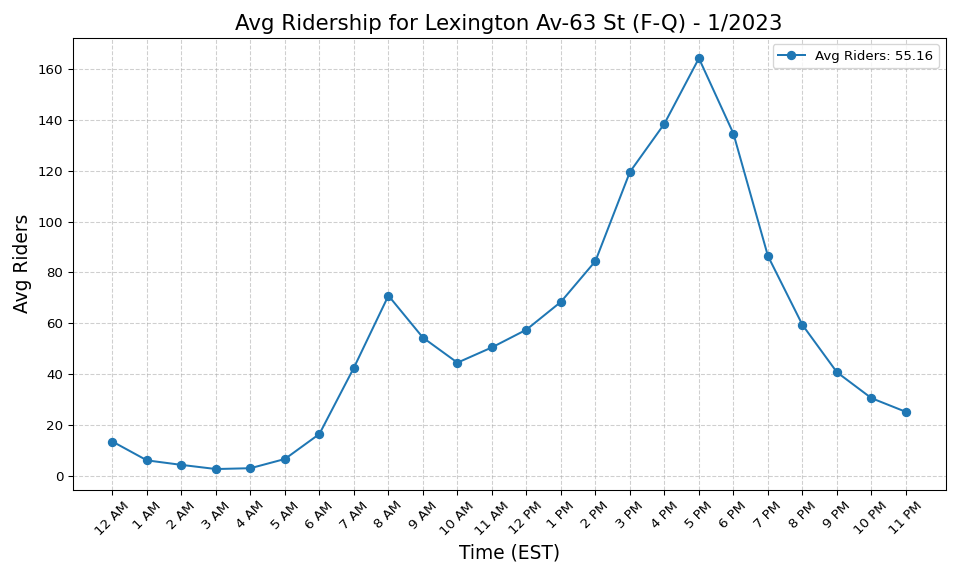 Avg Ridership for Lexington Av-63 St (F-Q) - 1/2023
Avg Riders: 55.16
160
140
120
100
80
60
40
20
0
Avg Riders
12 AM
1 AM
2 AM
3 AM
4 AM
5 AM
6 AM
7 AM
8 AM
9 AM
10 AM
11 AM
12 PM
1 PM
2 PM
3 PM
4 PM
5 PM
6 PM
7 PM
8 PM
9 PM
10 PM
11 PM
Time (EST)